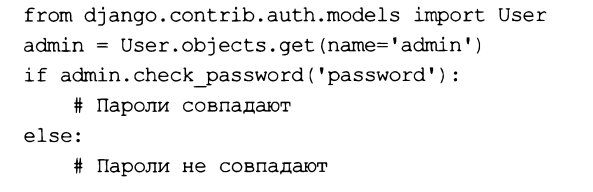 from django.contrib.auth.models import User
admin = User.objects.get(name='admin')
if admin.check_password('password'):
    # Пароли совпадают
else:
    # Пароли не совпадают